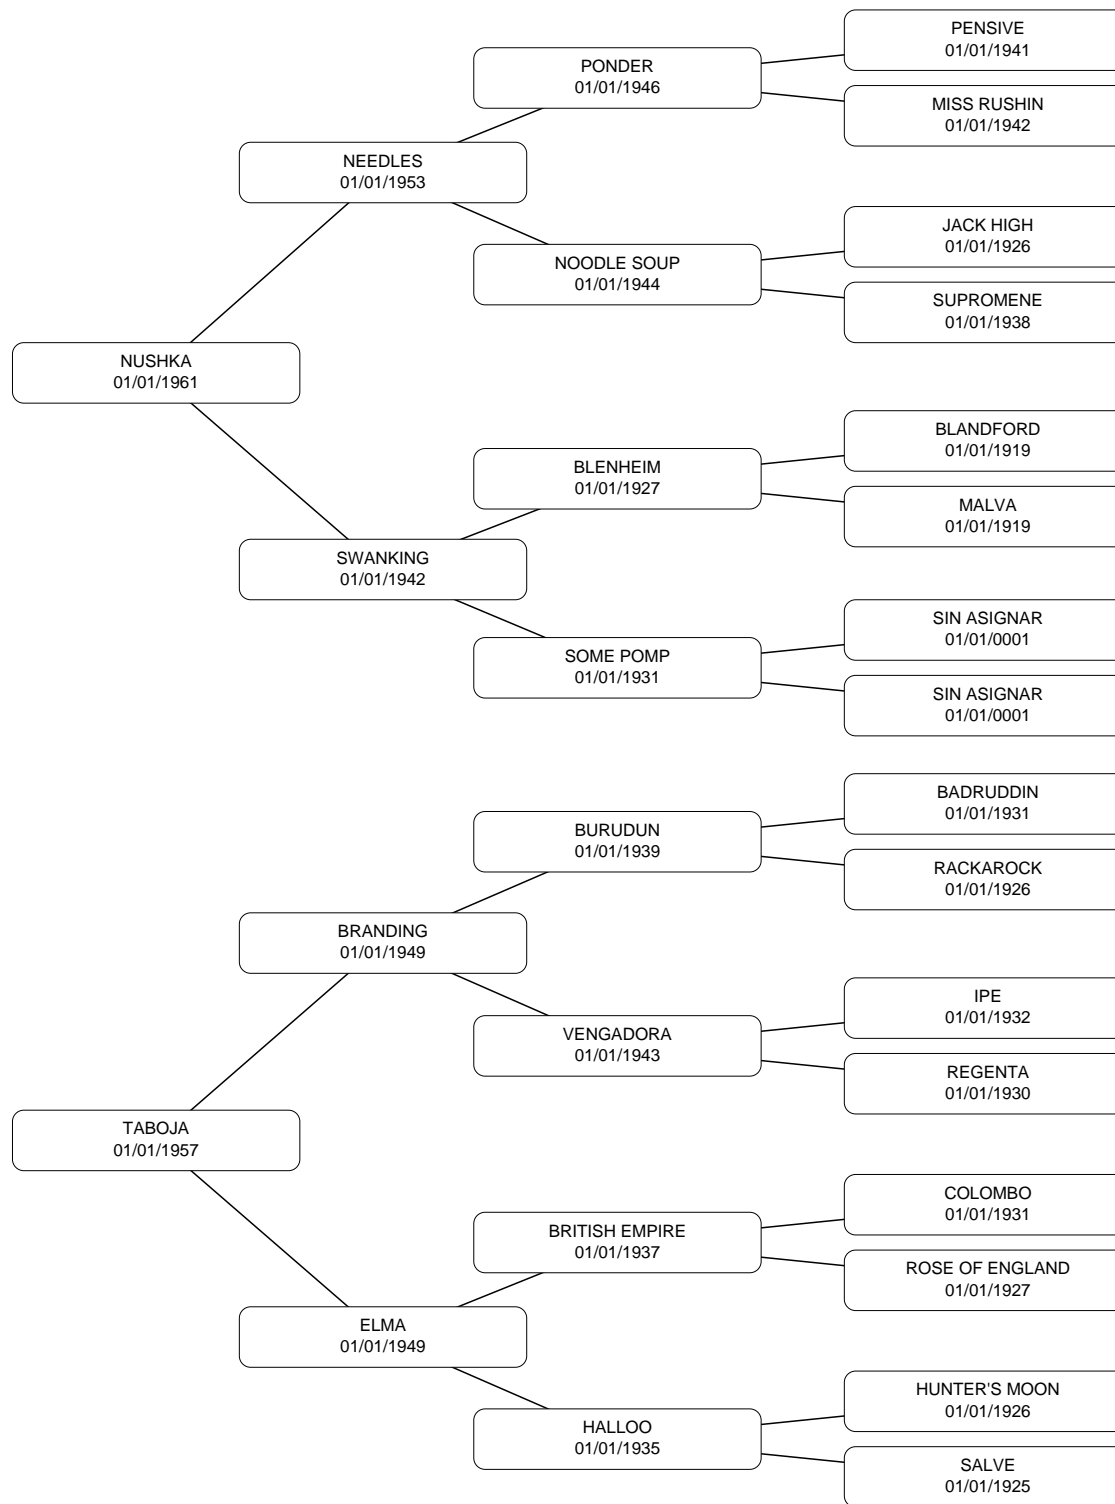 PENSIVE
01/01/1941
PONDER
01/01/1946
MISS RUSHIN
01/01/1942
NEEDLES
01/01/1953
JACK HIGH
01/01/1926
NOODLE SOUP
01/01/1944
SUPROMENE
01/01/1938
NUSHKA
01/01/1961
BLANDFORD
01/01/1919
BLENHEIM
01/01/1927
MALVA
01/01/1919
SWANKING
01/01/1942
SIN ASIGNAR
01/01/0001
SOME POMP
01/01/1931
SIN ASIGNAR
01/01/0001
BADRUDDIN
01/01/1931
BURUDUN
01/01/1939
RACKAROCK
01/01/1926
BRANDING
01/01/1949
IPE
01/01/1932
VENGADORA
01/01/1943
REGENTA
01/01/1930
TABOJA
01/01/1957
COLOMBO
01/01/1931
BRITISH EMPIRE
01/01/1937
ROSE OF ENGLAND
01/01/1927
ELMA
01/01/1949
HUNTER'S MOON
01/01/1926
HALLOO
01/01/1935
SALVE
01/01/1925